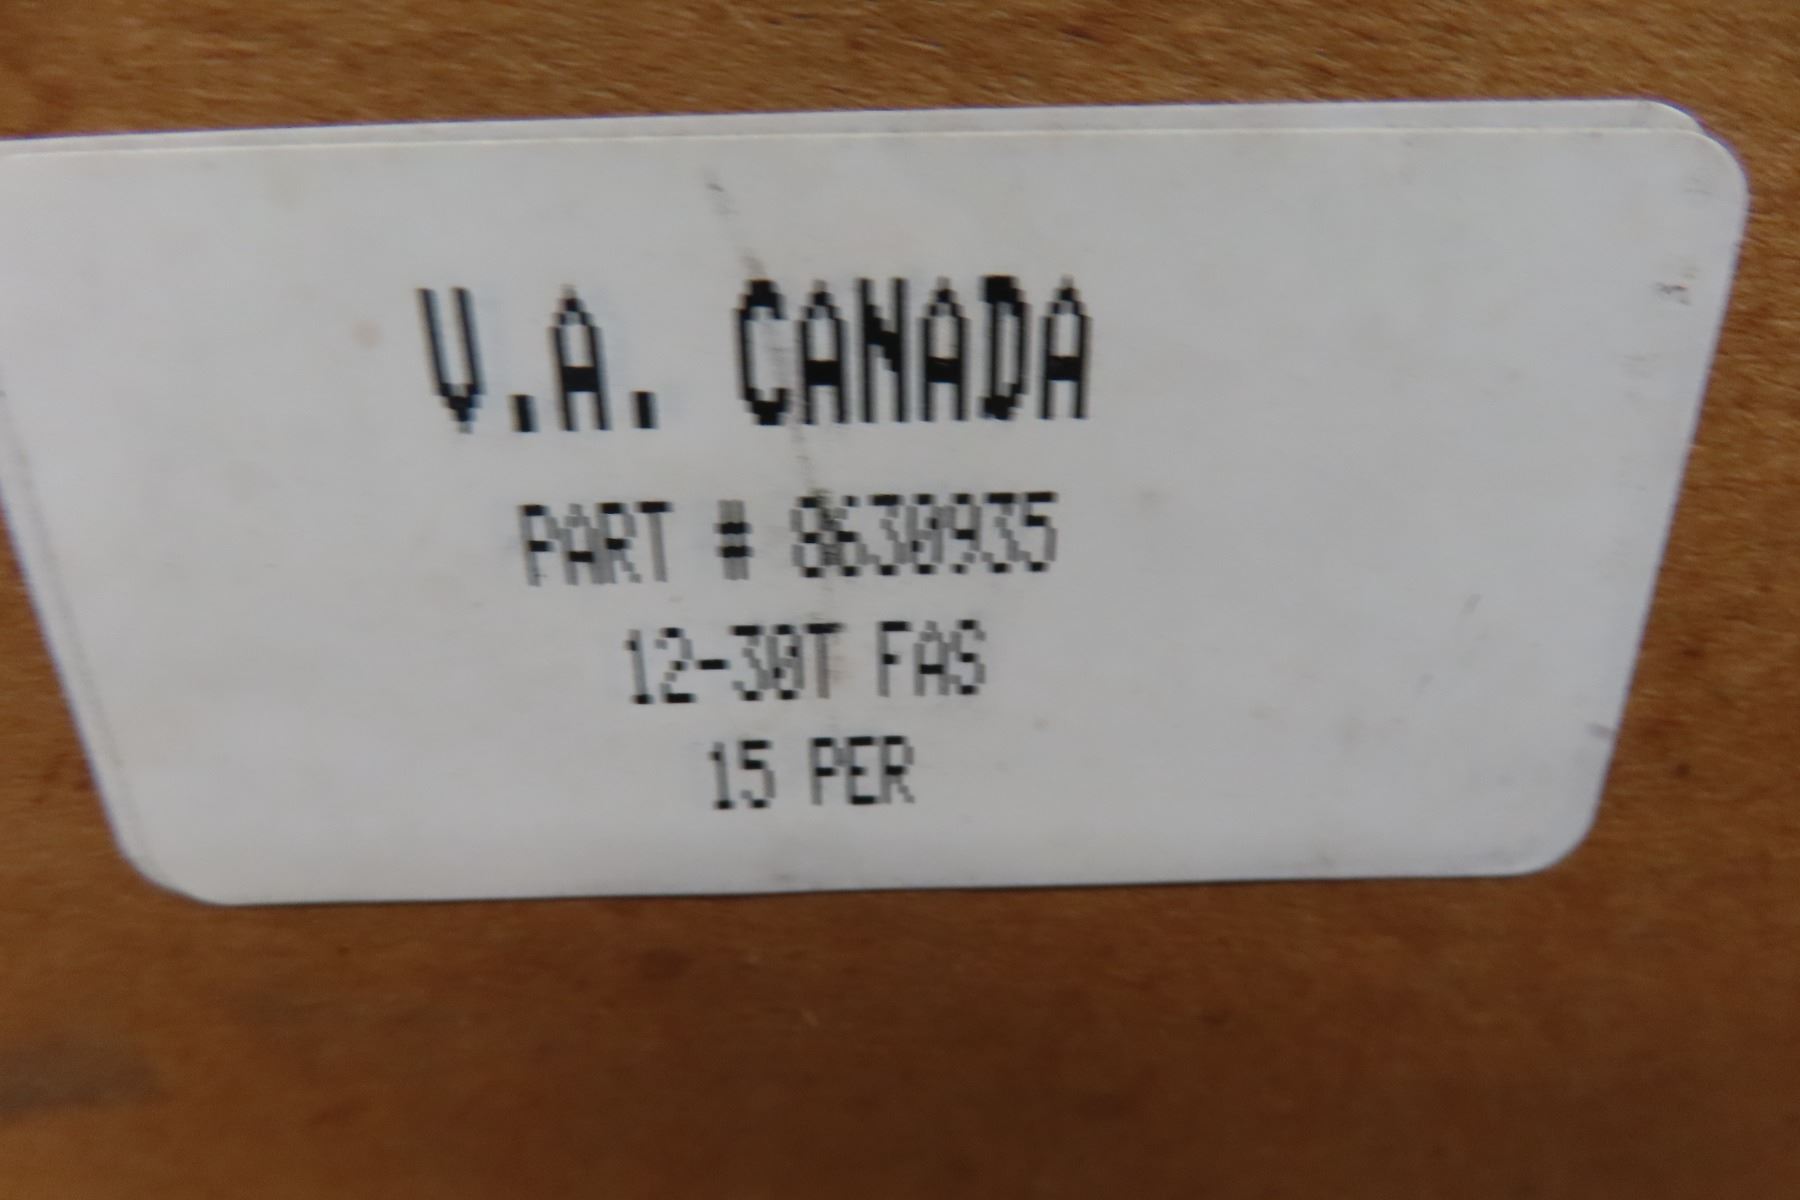 V.A. CANADA
PART # 8630935
12-30T FAS
15 PER